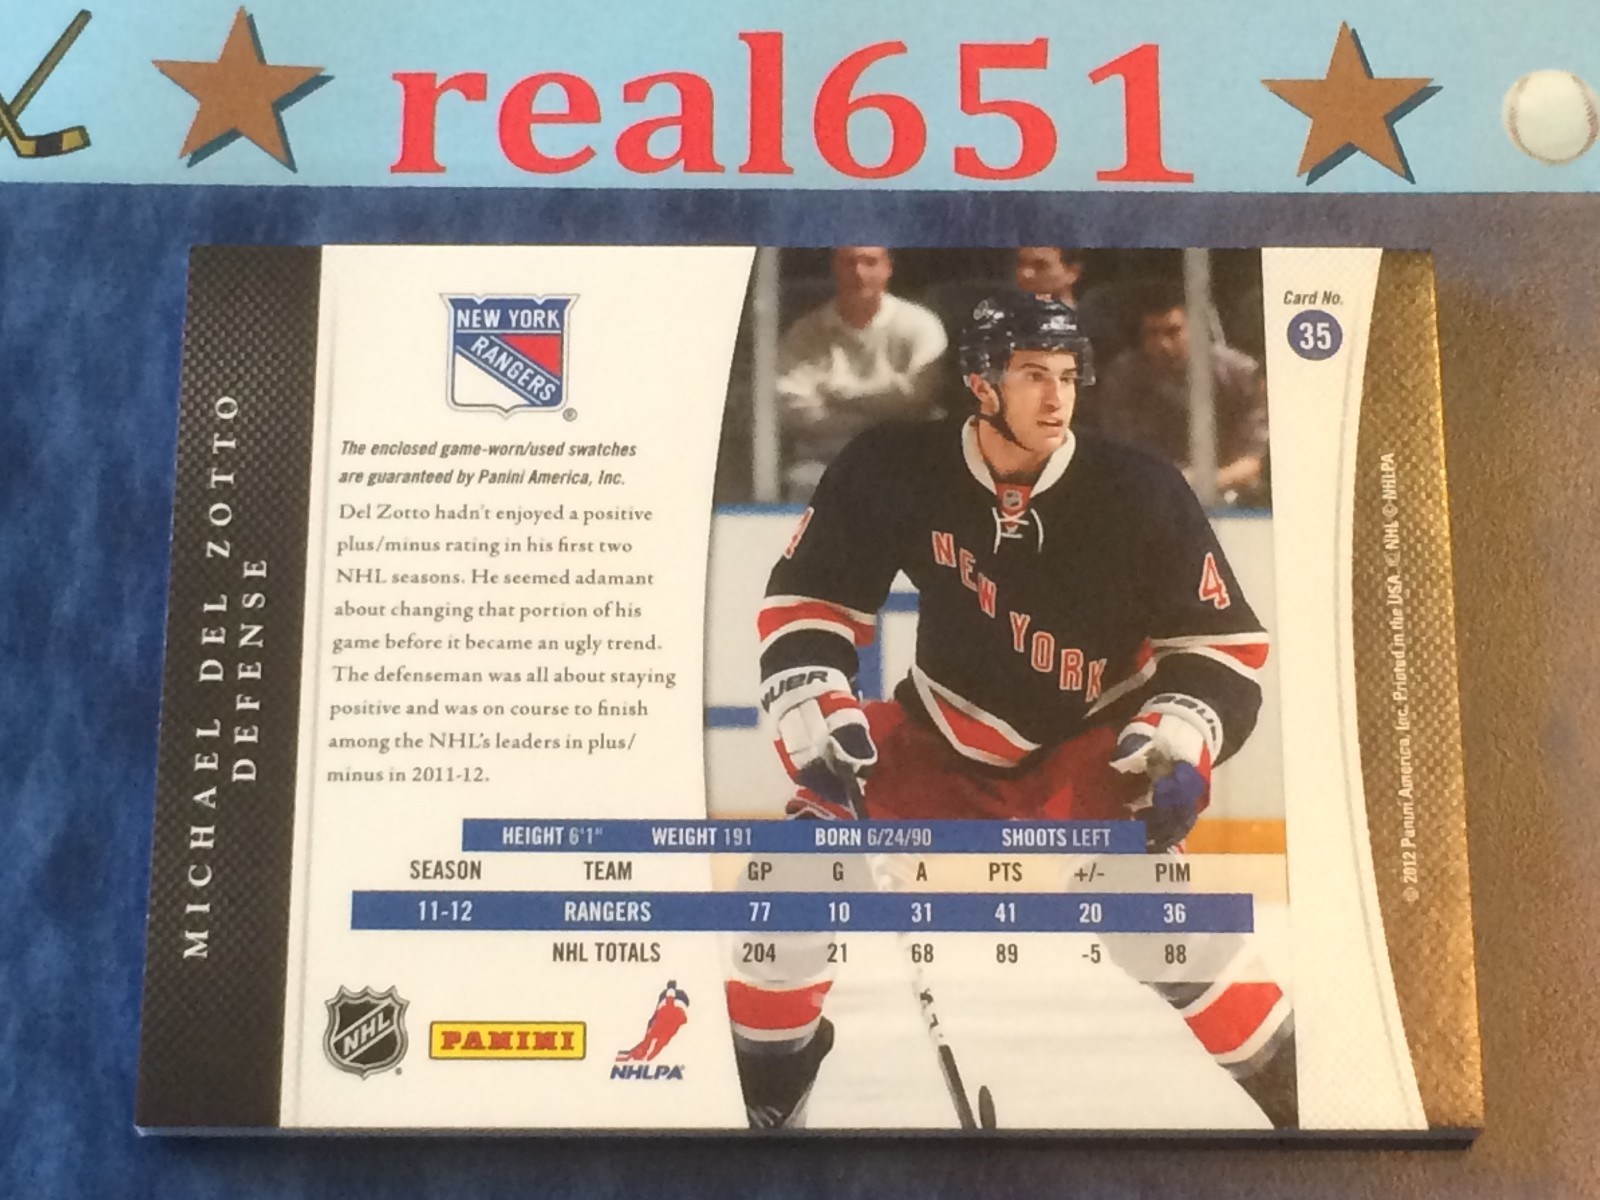 real651
MICHAEL DEL ZOTTO
DEFENSE
NEW YORK
RANGERS
®
The enclosed game-worn/used swatches
are guaranteed by Panini America, Inc.
Del Zotto hadn't enjoyed a positive
plus/minus rating in his first two
NHL seasons. He seemed adamant
about changing that portion of his
game before it became an ugly trend.
The defenseman was all about staying
positive and was on course to finish
among the NHL's leaders in plus/
minus in 2011-12.
Card No.
35
NEW YORK
4
HEIGHT 6'1" WEIGHT 191 BORN 6/24/90 SHOOTS LEFT
SEASON TEAM GP G A PTS +/- PIM
11-12 RANGERS 77 10 31 41 20 36
NHL TOTALS 204 21 68 89 -5 88
NHL
PANINI
NHLPA
© 2012 Panini America, Inc. Printed in the USA. © NHL © NHLPA